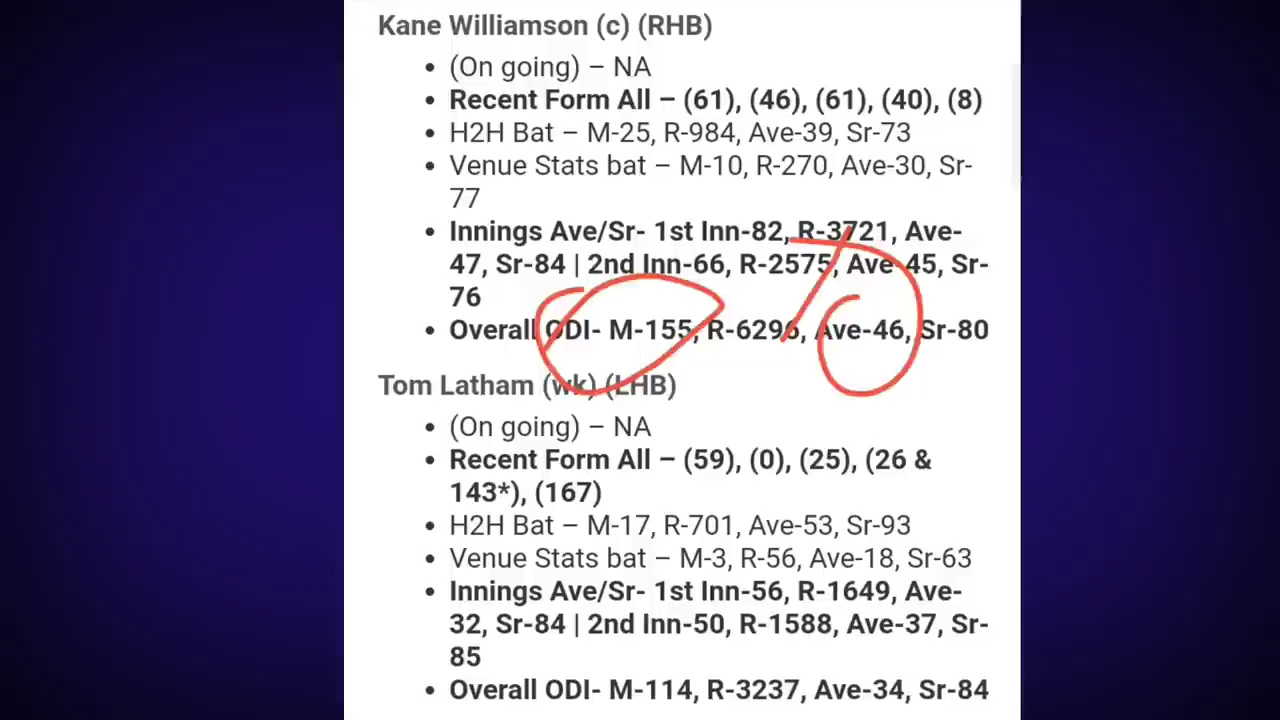 Kane Williamson (c) (RHB)
• (On going) – NA
• Recent Form All – (61), (46), (61), (40), (8)
• H2H Bat – M-25, R-984, Ave-39, Sr-73
• Venue Stats bat – M-10, R-270, Ave-30, Sr-
77
• Innings Ave/Sr- 1st Inn-82, R-3721, Ave-
47, Sr-84 | 2nd Inn-66, R-2575, Ave-45, Sr-
76
• Overall ODI- M-155, R-6296, Ave-46, Sr-80
Tom Latham (wk) (LHB)
• (On going) – NA
• Recent Form All – (59), (0), (25), (26 &
143*), (167)
• H2H Bat – M-17, R-701, Ave-53, Sr-93
• Venue Stats bat – M-3, R-56, Ave-18, Sr-63
• Innings Ave/Sr- 1st Inn-56, R-1649, Ave-
32, Sr-84 | 2nd Inn-50, R-1588, Ave-37, Sr-
85
• Overall ODI- M-114, R-3237, Ave-34, Sr-84